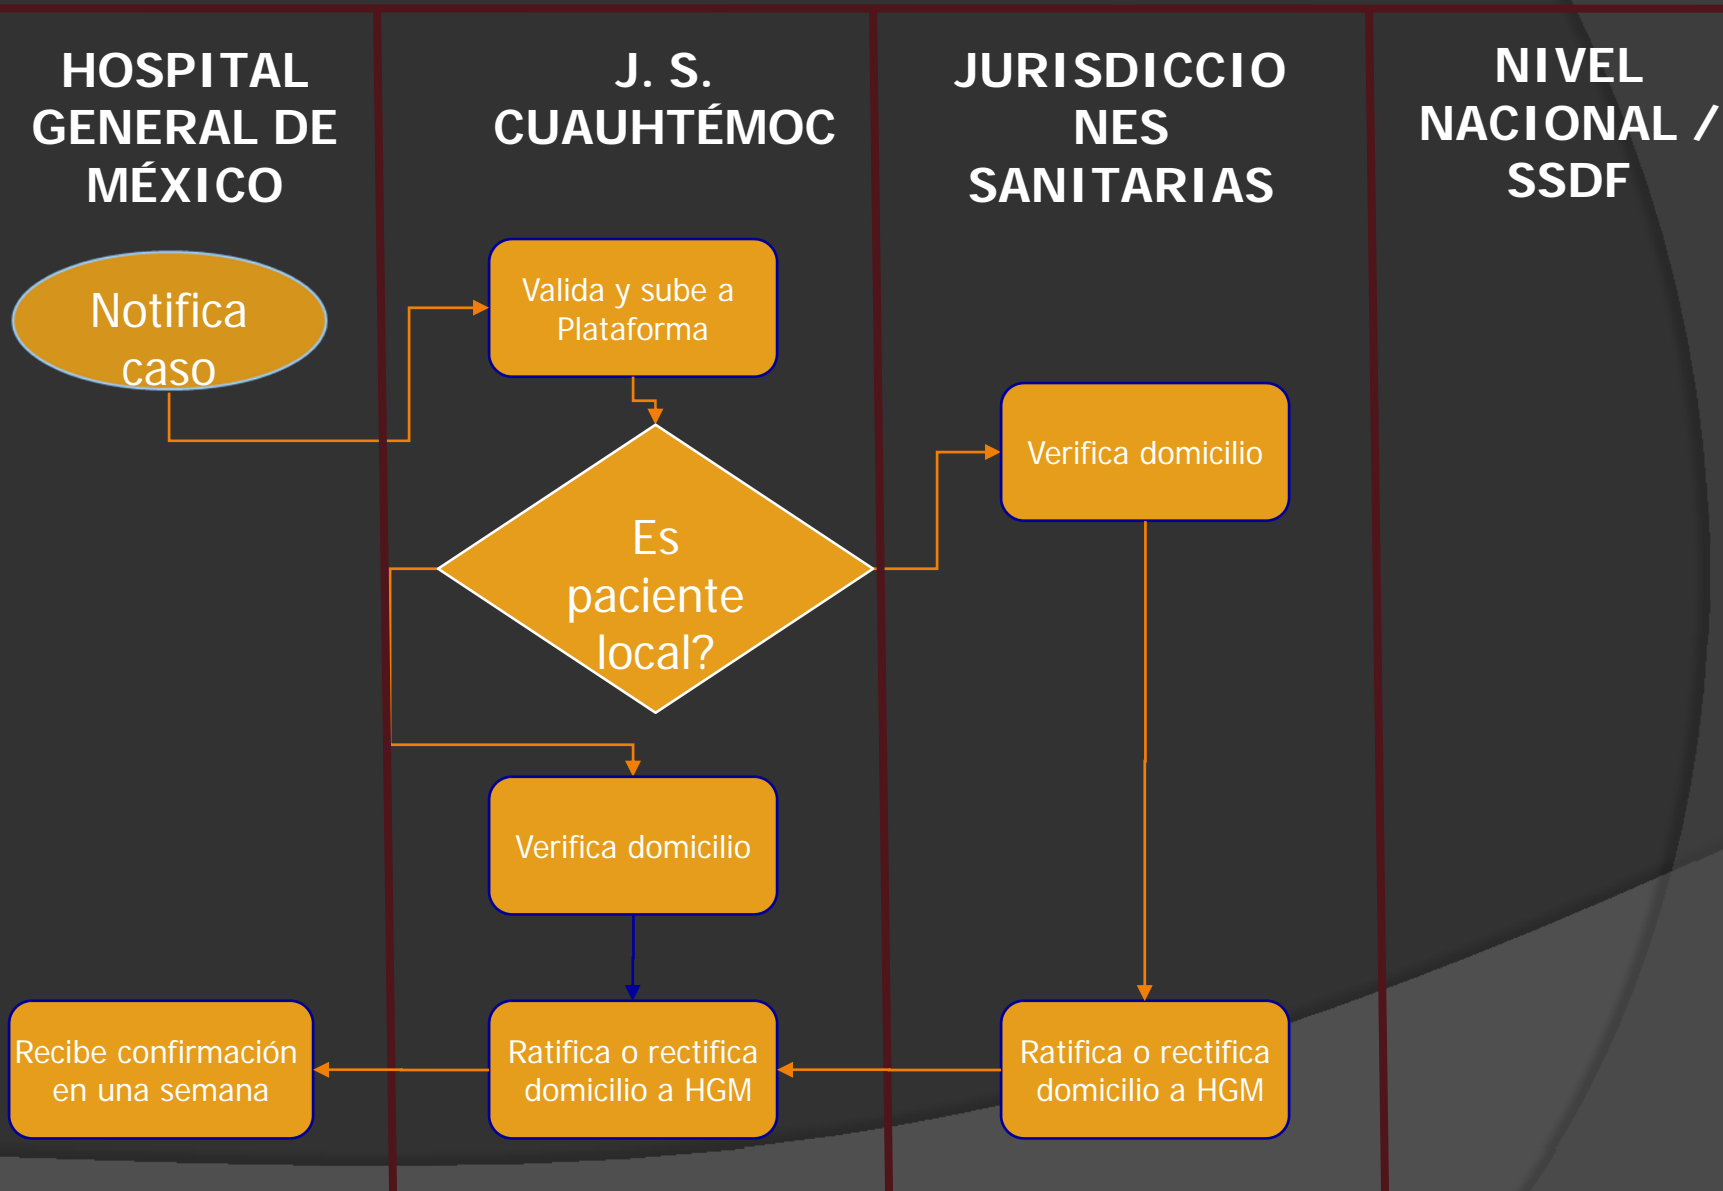 HOSPITAL
GENERAL DE
MÉXICO
J. S.
CUAUHTÉMOC
JURISDICCIO
NES
SANITARIAS
NIVEL
NACIONAL /
SSDF
Notifica
caso
Valida y sube a
Plataforma
Verifica domicilio
Es
paciente
local?
Verifica domicilio
Recibe confirmación
en una semana
Ratifica o rectifica
domicilio a HGM
Ratifica o rectifica
domicilio a HGM